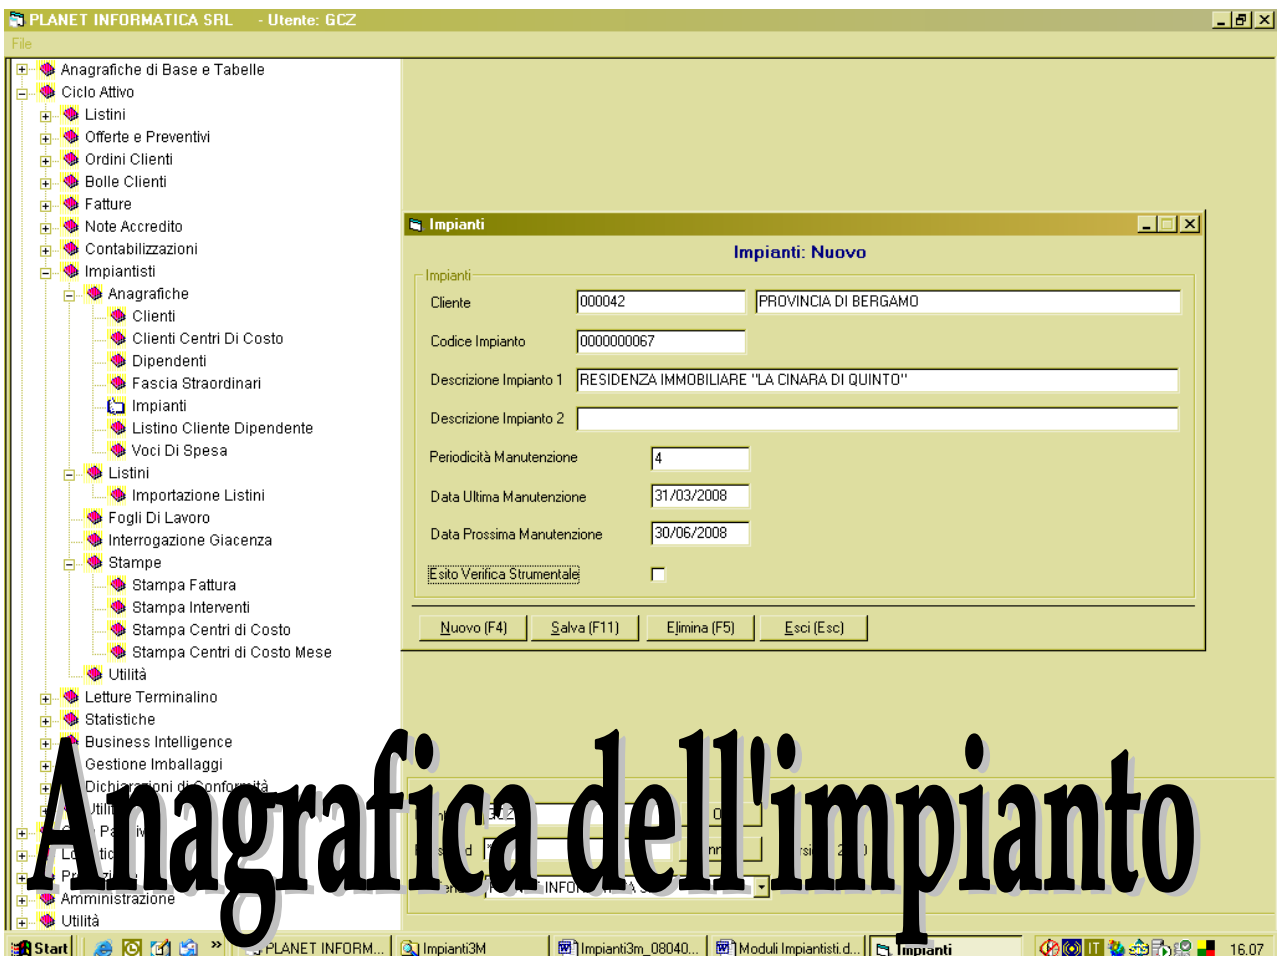 PLANET INFORMATICA SRL - Utente: GCZ
File
Anagrafiche di Base e Tabelle
Ciclo Attivo
Listini
Offerte e Preventivi
Ordini Clienti
Bolle Clienti
Fatture
Note Accredito
Contabilizzazioni
Impiantisti
Anagrafiche
Clienti
Clienti Centri Di Costo
Dipendenti
Fascia Straordinari
Impianti
Listino Cliente Dipendente
Voci Di Spesa
Listini
Importazione Listini
Fogli Di Lavoro
Interrogazione Giacenza
Stampe
Stampa Fattura
Stampa Interventi
Stampa Centri di Costo
Stampa Centri di Costo Mese
Utilità
Letture Terminalino
Statistiche
Business Intelligence
Gestione Imballaggi
Dichiarazioni di Conformità
Amministrazione
Utilità
Impianti
Impianti: Nuovo
Impianti
Cliente 000042 PROVINCIA DI BERGAMO
Codice Impianto 0000000067
Descrizione Impianto 1 RESIDENZA IMMOBILIARE "LA CINARA DI QUINTO"
Descrizione Impianto 2
Periodicità Manutenzione 4
Data Ultima Manutenzione 31/03/2008
Data Prossima Manutenzione 30/06/2008
Esito Verifica Strumentale
Nuovo (F4) Salva (F11) Elimina (F5) Esci (Esc)
Anagrafica dell'impianto
Start » PLANET INFORM... Impianti3M Impianti3m_08040... Moduli Impiantisti.d... Impianti IT 16.07